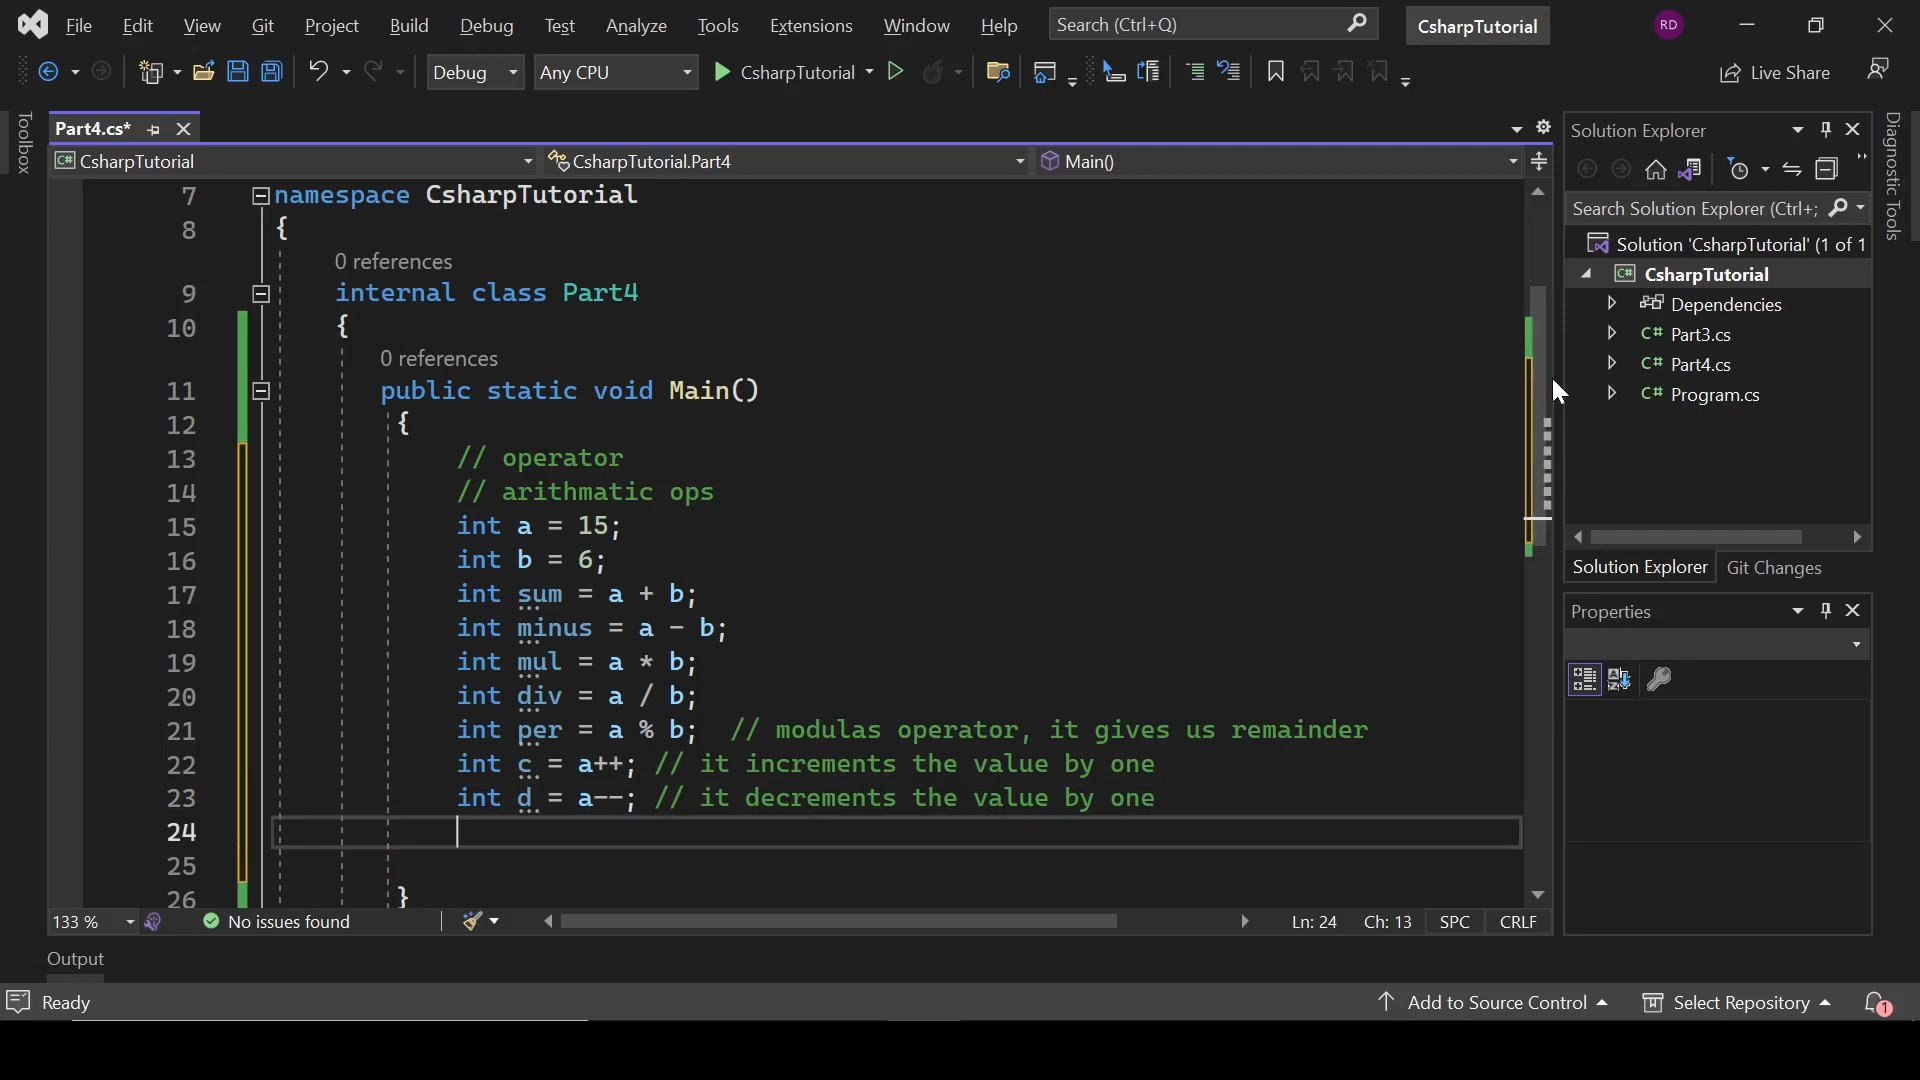 File Edit View Git Project Build Debug Test Analyze Tools Extensions Window Help Search (Ctrl+Q) CsharpTutorial RD
Debug Any CPU CsharpTutorial Live Share
Toolbox
Part4.cs*
C# CsharpTutorial CsharpTutorial.Part4 Main()
7 namespace CsharpTutorial
8 {
0 references
9 internal class Part4
10 {
0 references
11 public static void Main()
12 {
13 // operator
14 // arithmatic ops
15 int a = 15;
16 int b = 6;
17 int sum = a + b;
18 int minus = a - b;
19 int mul = a * b;
20 int div = a / b;
21 int per = a % b; // modulas operator, it gives us remainder
22 int c = a++; // it increments the value by one
23 int d = a--; // it decrements the value by one
24
25
26 }
133 % No issues found Ln: 24 Ch: 13 SPC CRLF
Solution Explorer
Search Solution Explorer (Ctrl+;
Solution 'CsharpTutorial' (1 of 1
C# CsharpTutorial
Dependencies
C# Part3.cs
C# Part4.cs
C# Program.cs
Solution Explorer Git Changes
Properties
Diagnostic Tools
Output
Ready Add to Source Control Select Repository 1